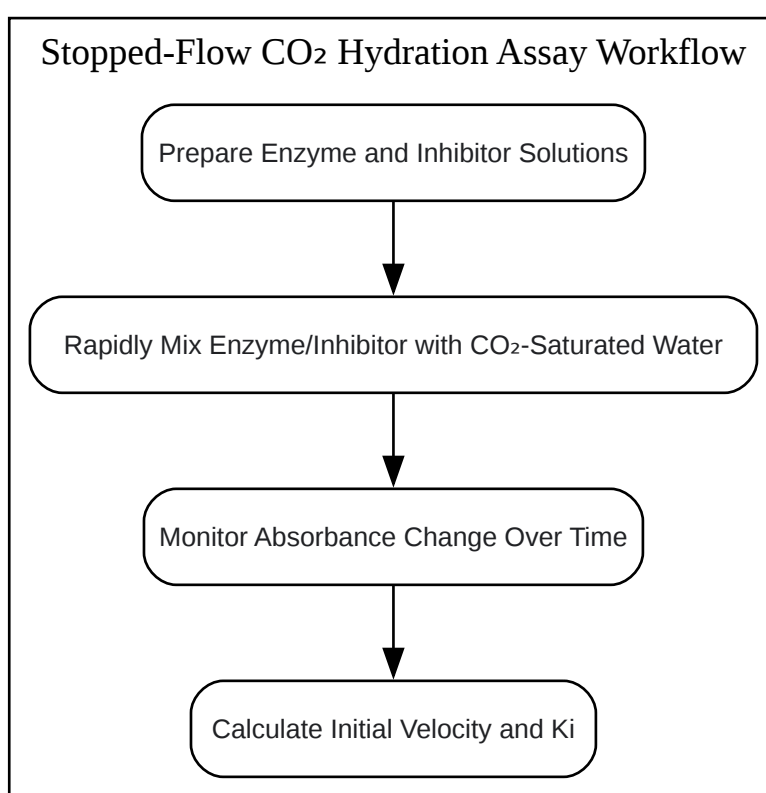 Stopped-Flow CO₂ Hydration Assay Workflow
Prepare Enzyme and Inhibitor Solutions
Rapidly Mix Enzyme/Inhibitor with CO₂-Saturated Water
Monitor Absorbance Change Over Time
Calculate Initial Velocity and Ki